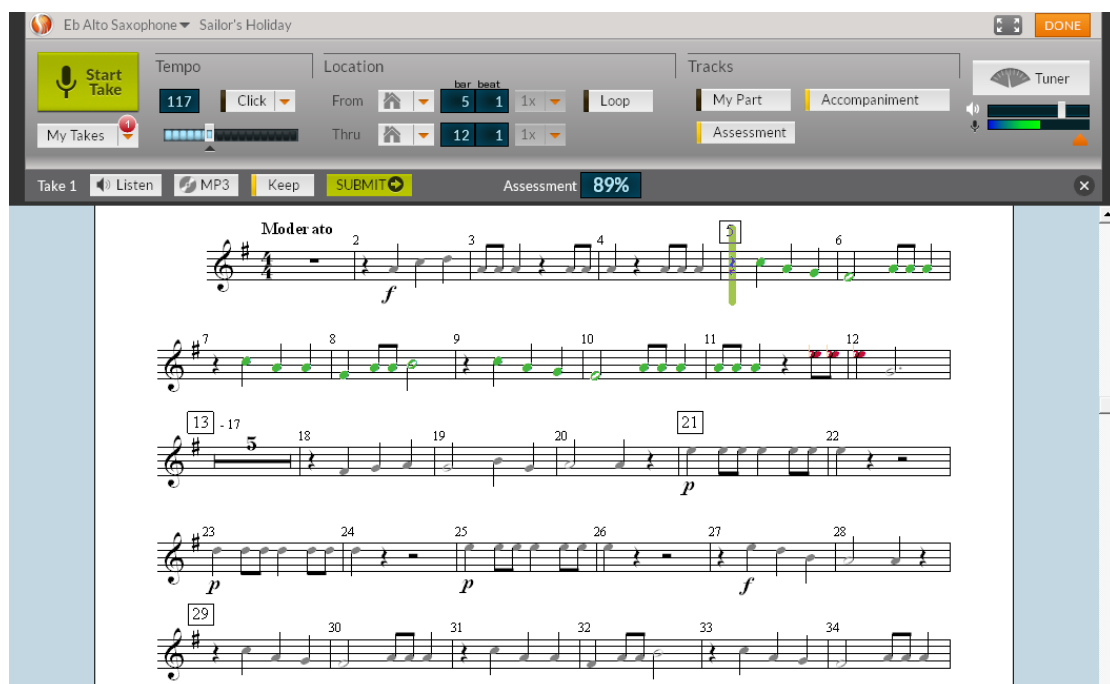 Eb Alto Saxophone Sailor's Holiday DONE
Start Take
Tempo Location Tracks
bar beat
117 Click From 5 1 1x Loop My Part Accompaniment Tuner
My Takes 1 Thru 12 1 1x Assessment
Take 1 Listen MP3 Keep SUBMIT Assessment 89%
Moderato
2 3 4 5 6
4 4
f
7 8 9 10 11 12
13 - 17 5 18 19 20 21 22
p
23 24 25 26 27 28
p p f
29 30 31 32 33 34